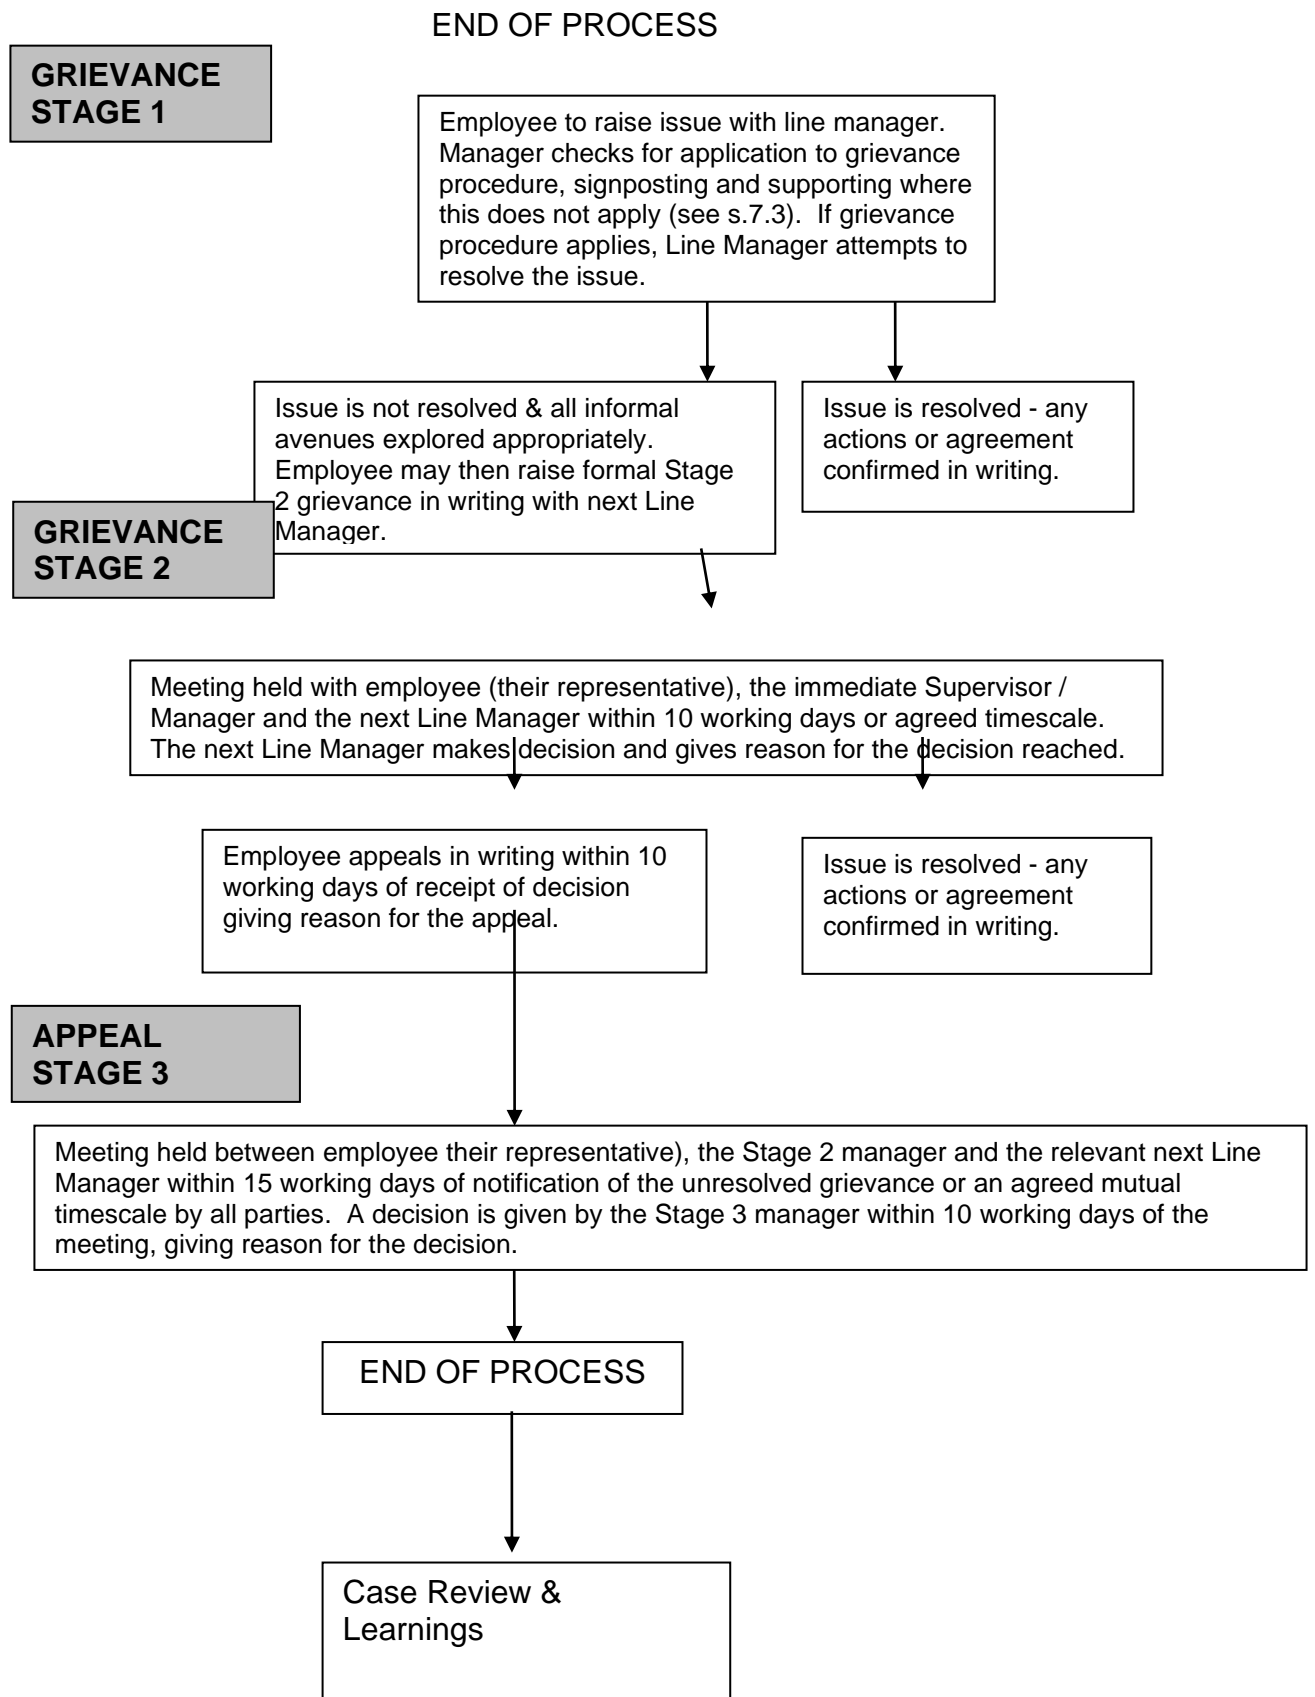 END OF PROCESS
GRIEVANCE
STAGE 1
Employee to raise issue with line manager.
Manager checks for application to grievance
procedure, signposting and supporting where
this does not apply (see s.7.3).  If grievance
procedure applies, Line Manager attempts to
resolve the issue.
Issue is not resolved & all informal
avenues explored appropriately.
Employee may then raise formal Stage
2 grievance in writing with next Line
Manager.
Issue is resolved - any
actions or agreement
confirmed in writing.
GRIEVANCE
STAGE 2
Meeting held with employee (their representative), the immediate Supervisor /
Manager and the next Line Manager within 10 working days or agreed timescale.
The next Line Manager makes decision and gives reason for the decision reached.
Employee appeals in writing within 10
working days of receipt of decision
giving reason for the appeal.
Issue is resolved - any
actions or agreement
confirmed in writing.
APPEAL
STAGE 3
Meeting held between employee their representative), the Stage 2 manager and the relevant next Line
Manager within 15 working days of notification of the unresolved grievance or an agreed mutual
timescale by all parties.  A decision is given by the Stage 3 manager within 10 working days of the
meeting, giving reason for the decision.
END OF PROCESS
Case Review &
Learnings